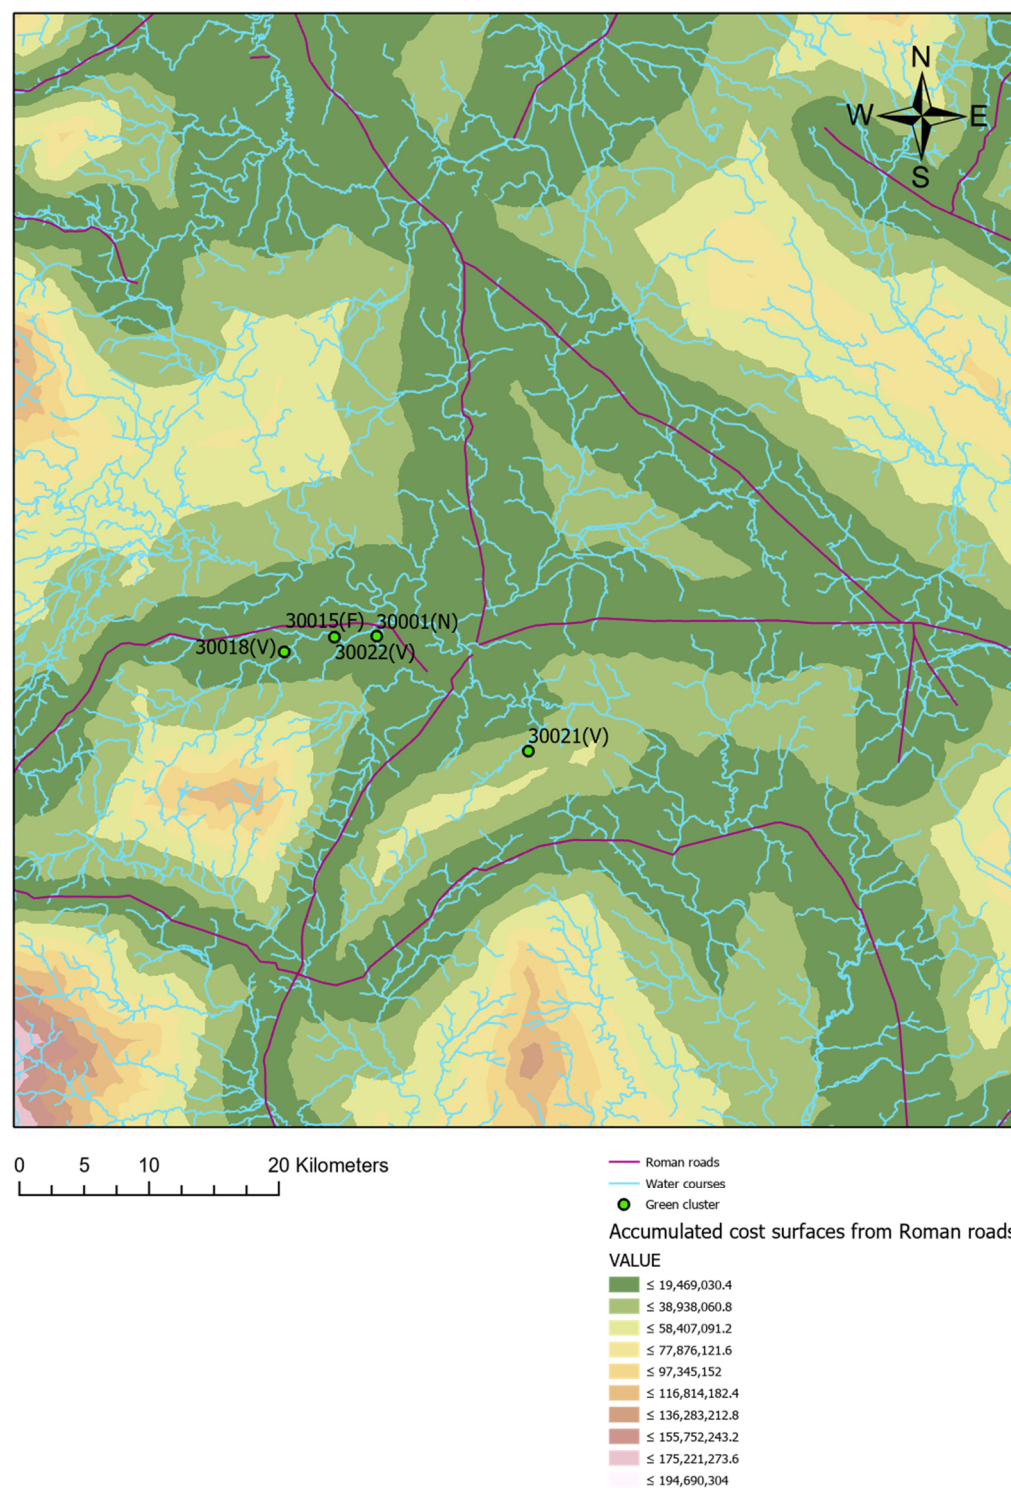 N
W E
S
30015(F) 30001(N)
30018(V) 30022(V)
30021(V)
0 5 10 20 Kilometers
Roman roads
Water courses
Green cluster
Accumulated cost surfaces from Roman roads
VALUE
≤ 19,469,030.4
≤ 38,938,060.8
≤ 58,407,091.2
≤ 77,876,121.6
≤ 97,345,152
≤ 116,814,182.4
≤ 136,283,212.8
≤ 155,752,243.2
≤ 175,221,273.6
≤ 194,690,304